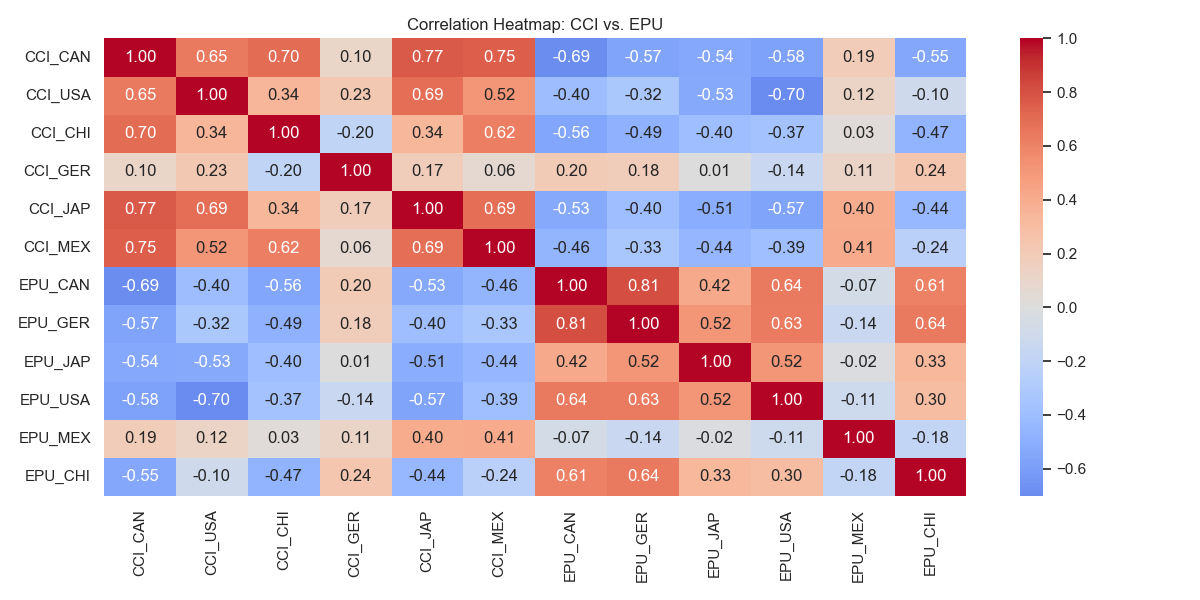 Correlation Heatmap: CCI vs. EPU
CCI_CAN 1.00 0.65 0.70 0.10 0.77 0.75 -0.69 -0.57 -0.54 -0.58 0.19 -0.55
CCI_USA 0.65 1.00 0.34 0.23 0.69 0.52 -0.40 -0.32 -0.53 -0.70 0.12 -0.10
CCI_CHI 0.70 0.34 1.00 -0.20 0.34 0.62 -0.56 -0.49 -0.40 -0.37 0.03 -0.47
CCI_GER 0.10 0.23 -0.20 1.00 0.17 0.06 0.20 0.18 0.01 -0.14 0.11 0.24
CCI_JAP 0.77 0.69 0.34 0.17 1.00 0.69 -0.53 -0.40 -0.51 -0.57 0.40 -0.44
CCI_MEX 0.75 0.52 0.62 0.06 0.69 1.00 -0.46 -0.33 -0.44 -0.39 0.41 -0.24
EPU_CAN -0.69 -0.40 -0.56 0.20 -0.53 -0.46 1.00 0.81 0.42 0.64 -0.07 0.61
EPU_GER -0.57 -0.32 -0.49 0.18 -0.40 -0.33 0.81 1.00 0.52 0.63 -0.14 0.64
EPU_JAP -0.54 -0.53 -0.40 0.01 -0.51 -0.44 0.42 0.52 1.00 0.52 -0.02 0.33
EPU_USA -0.58 -0.70 -0.37 -0.14 -0.57 -0.39 0.64 0.63 0.52 1.00 -0.11 0.30
EPU_MEX 0.19 0.12 0.03 0.11 0.40 0.41 -0.07 -0.14 -0.02 -0.11 1.00 -0.18
EPU_CHI -0.55 -0.10 -0.47 0.24 -0.44 -0.24 0.61 0.64 0.33 0.30 -0.18 1.00
CCI_CAN CCI_USA CCI_CHI CCI_GER CCI_JAP CCI_MEX EPU_CAN EPU_GER EPU_JAP EPU_USA EPU_MEX EPU_CHI
1.0
0.8
0.6
0.4
0.2
0.0
−0.2
−0.4
−0.6